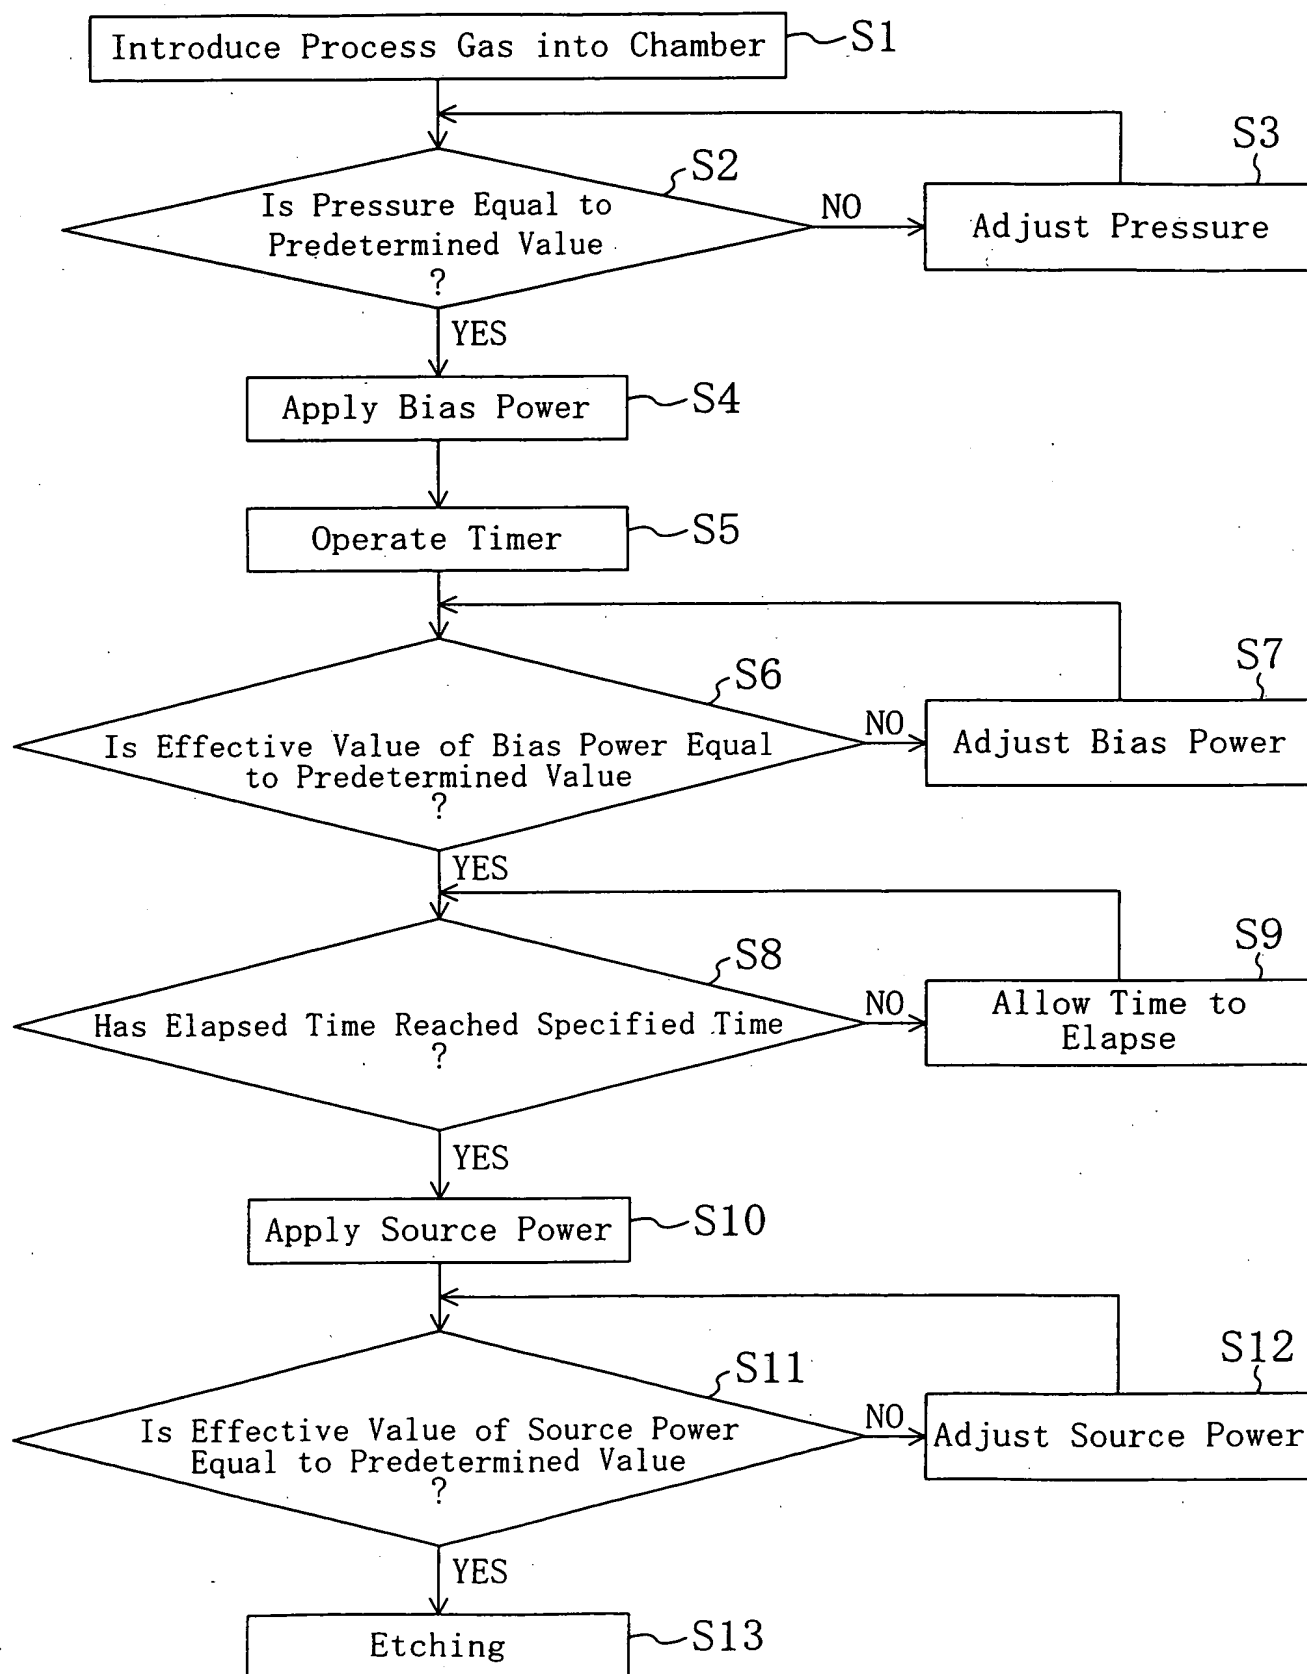 Introduce Process Gas into Chamber
S1
S2
S3
Is Pressure Equal to
Predetermined Value
?
NO
Adjust Pressure
YES
Apply Bias Power
S4
Operate Timer
S5
S6
S7
Is Effective Value of Bias Power Equal
to Predetermined Value
?
NO
Adjust Bias Power
YES
S8
S9
Has Elapsed Time Reached Specified Time
?
NO
Allow Time to
Elapse
YES
Apply Source Power
S10
S11
S12
Is Effective Value of Source Power
Equal to Predetermined Value
?
NO
Adjust Source Power
YES
Etching
S13